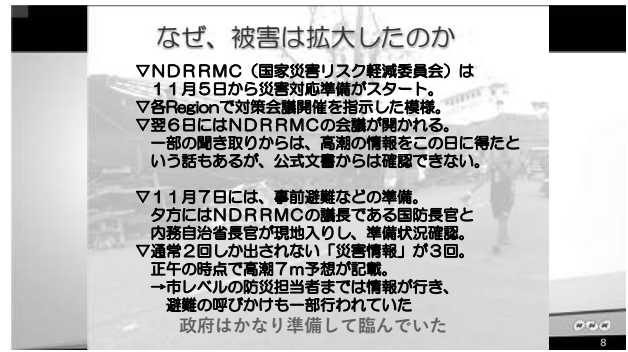 なぜ、被害は拡大したのか
▽NDRRMC（国家災害リスク軽減委員会）は
１１月５日から災害対応準備がスタート。
▽各Regionで対策会議開催を指示した模様。
▽翌６日にはNDRRMCの会議が開かれる。
一部の聞き取りからは、高潮の情報をこの日に得たと
いう話もあるが、公式文書からは確認できない。
▽１１月７日には、事前避難などの準備。
夕方にはNDRRMCの議長である国防長官と
内務自治省長官が現地入りし、準備状況確認。
▽通常２回しか出されない「災害情報」が３回。
正午の時点で高潮７ｍ予想が記載。
→市レベルの防災担当者までは情報が行き、
避難の呼びかけも一部行われていた
政府はかなり準備して臨んでいた
NHK
8